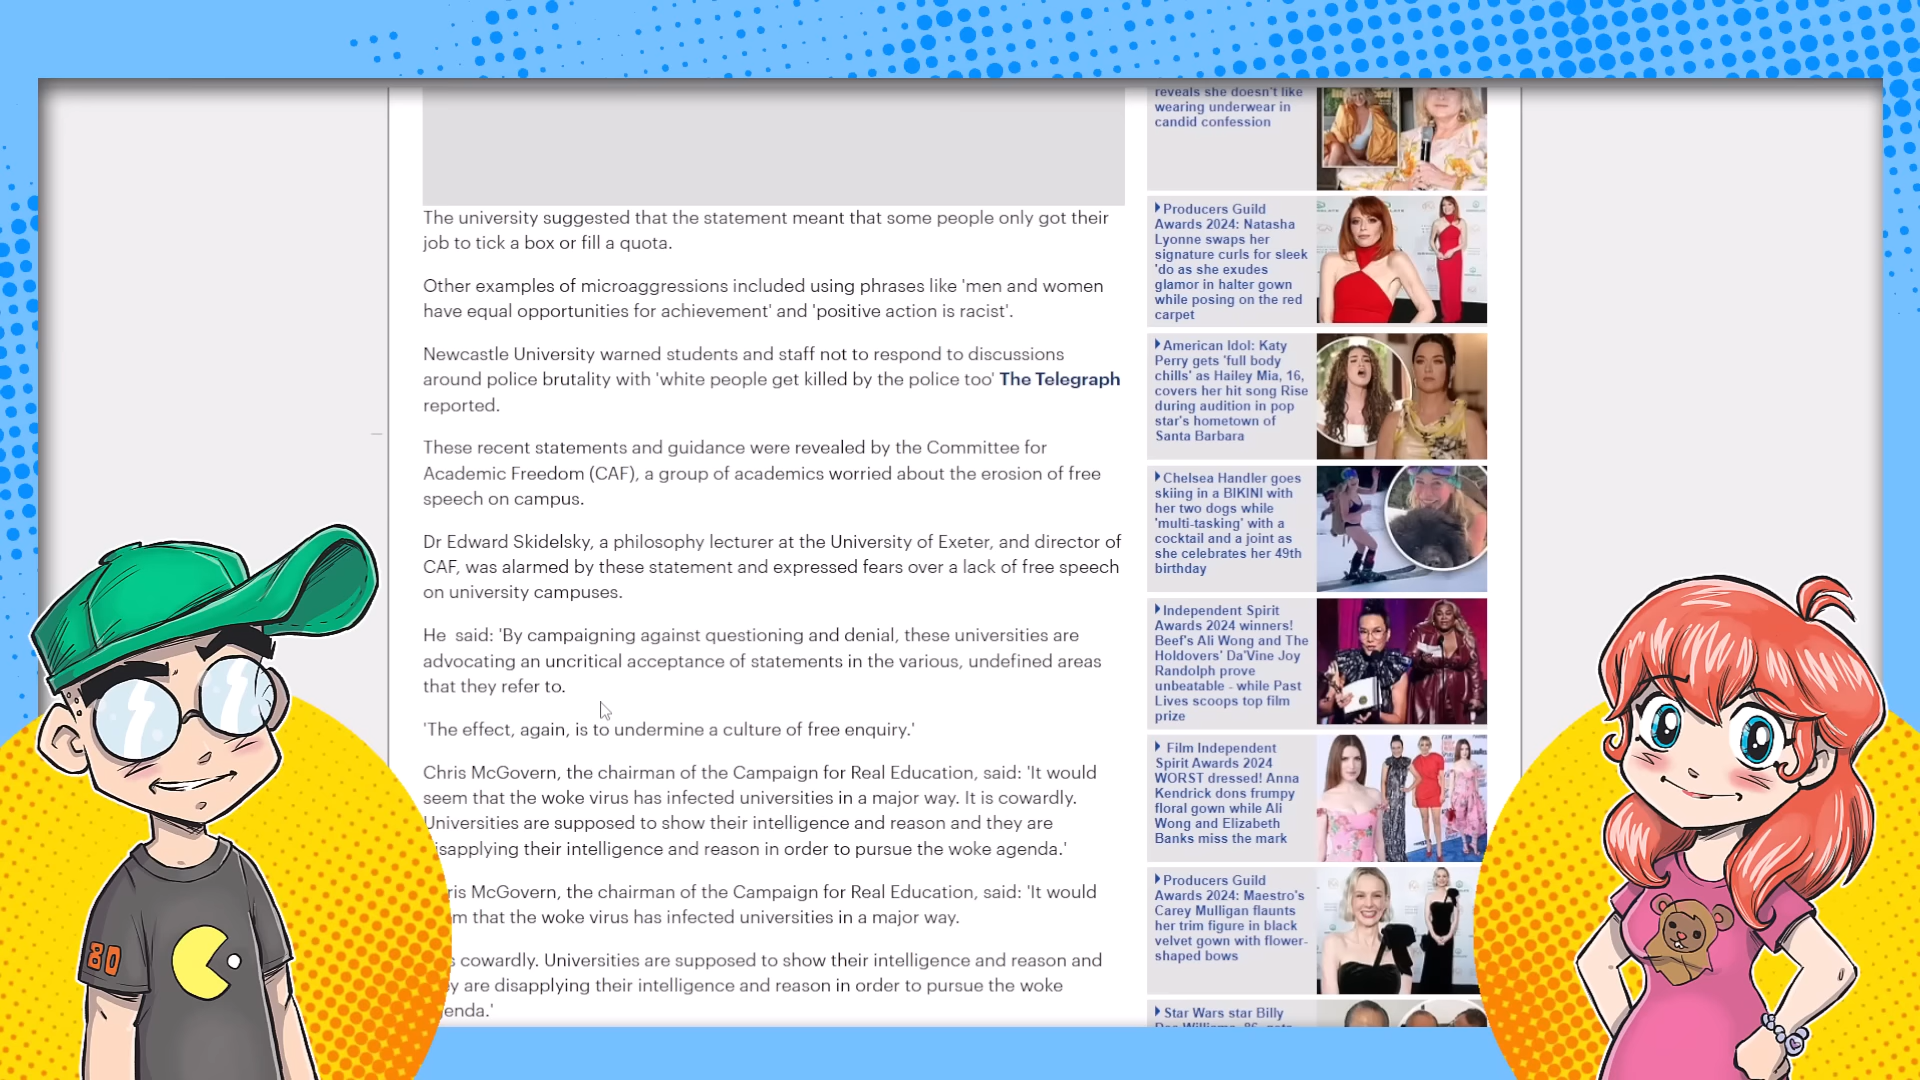 The university suggested that the statement meant that some people only got their
job to tick a box or fill a quota.
Other examples of microaggressions included using phrases like 'men and women
have equal opportunities for achievement' and 'positive action is racist'.
Newcastle University warned students and staff not to respond to discussions
around police brutality with 'white people get killed by the police too' The Telegraph
reported.
These recent statements and guidance were revealed by the Committee for
Academic Freedom (CAF), a group of academics worried about the erosion of free
speech on campus.
Dr Edward Skidelsky, a philosophy lecturer at the University of Exeter, and director of
CAF, was alarmed by these statement and expressed fears over a lack of free speech
on university campuses.
He said: 'By campaigning against questioning and denial, these universities are
advocating an uncritical acceptance of statements in the various, undefined areas
that they refer to.
'The effect, again, is to undermine a culture of free enquiry.'
Chris McGovern, the chairman of the Campaign for Real Education, said: 'It would
seem that the woke virus has infected universities in a major way. It is cowardly.
Universities are supposed to show their intelligence and reason and they are
isapplying their intelligence and reason in order to pursue the woke agenda.'
ris McGovern, the chairman of the Campaign for Real Education, said: 'It would
m that the woke virus has infected universities in a major way.
s cowardly. Universities are supposed to show their intelligence and reason and
y are disapplying their intelligence and reason in order to pursue the woke
enda.'
reveals she doesn't like
wearing underwear in
candid confession
Producers Guild
Awards 2024: Natasha
Lyonne swaps her
signature curls for sleek
'do as she exudes
glamor in halter gown
while posing on the red
carpet
American Idol: Katy
Perry gets 'full body
chills' as Hailey Mia, 16,
covers her hit song Rise
during audition in pop
star's hometown of
Santa Barbara
Chelsea Handler goes
skiing in a BIKINI with
her two dogs while
'multi-tasking' with a
cocktail and a joint as
she celebrates her 49th
birthday
Independent Spirit
Awards 2024 winners!
Beef's Ali Wong and The
Holdovers' Da'Vine Joy
Randolph prove
unbeatable - while Past
Lives scoops top film
prize
Film Independent
Spirit Awards 2024
WORST dressed! Anna
Kendrick dons frumpy
floral gown while Ali
Wong and Elizabeth
Banks miss the mark
Producers Guild
Awards 2024: Maestro's
Carey Mulligan flaunts
her trim figure in black
velvet gown with flower-
shaped bows
Star Wars star Billy
80